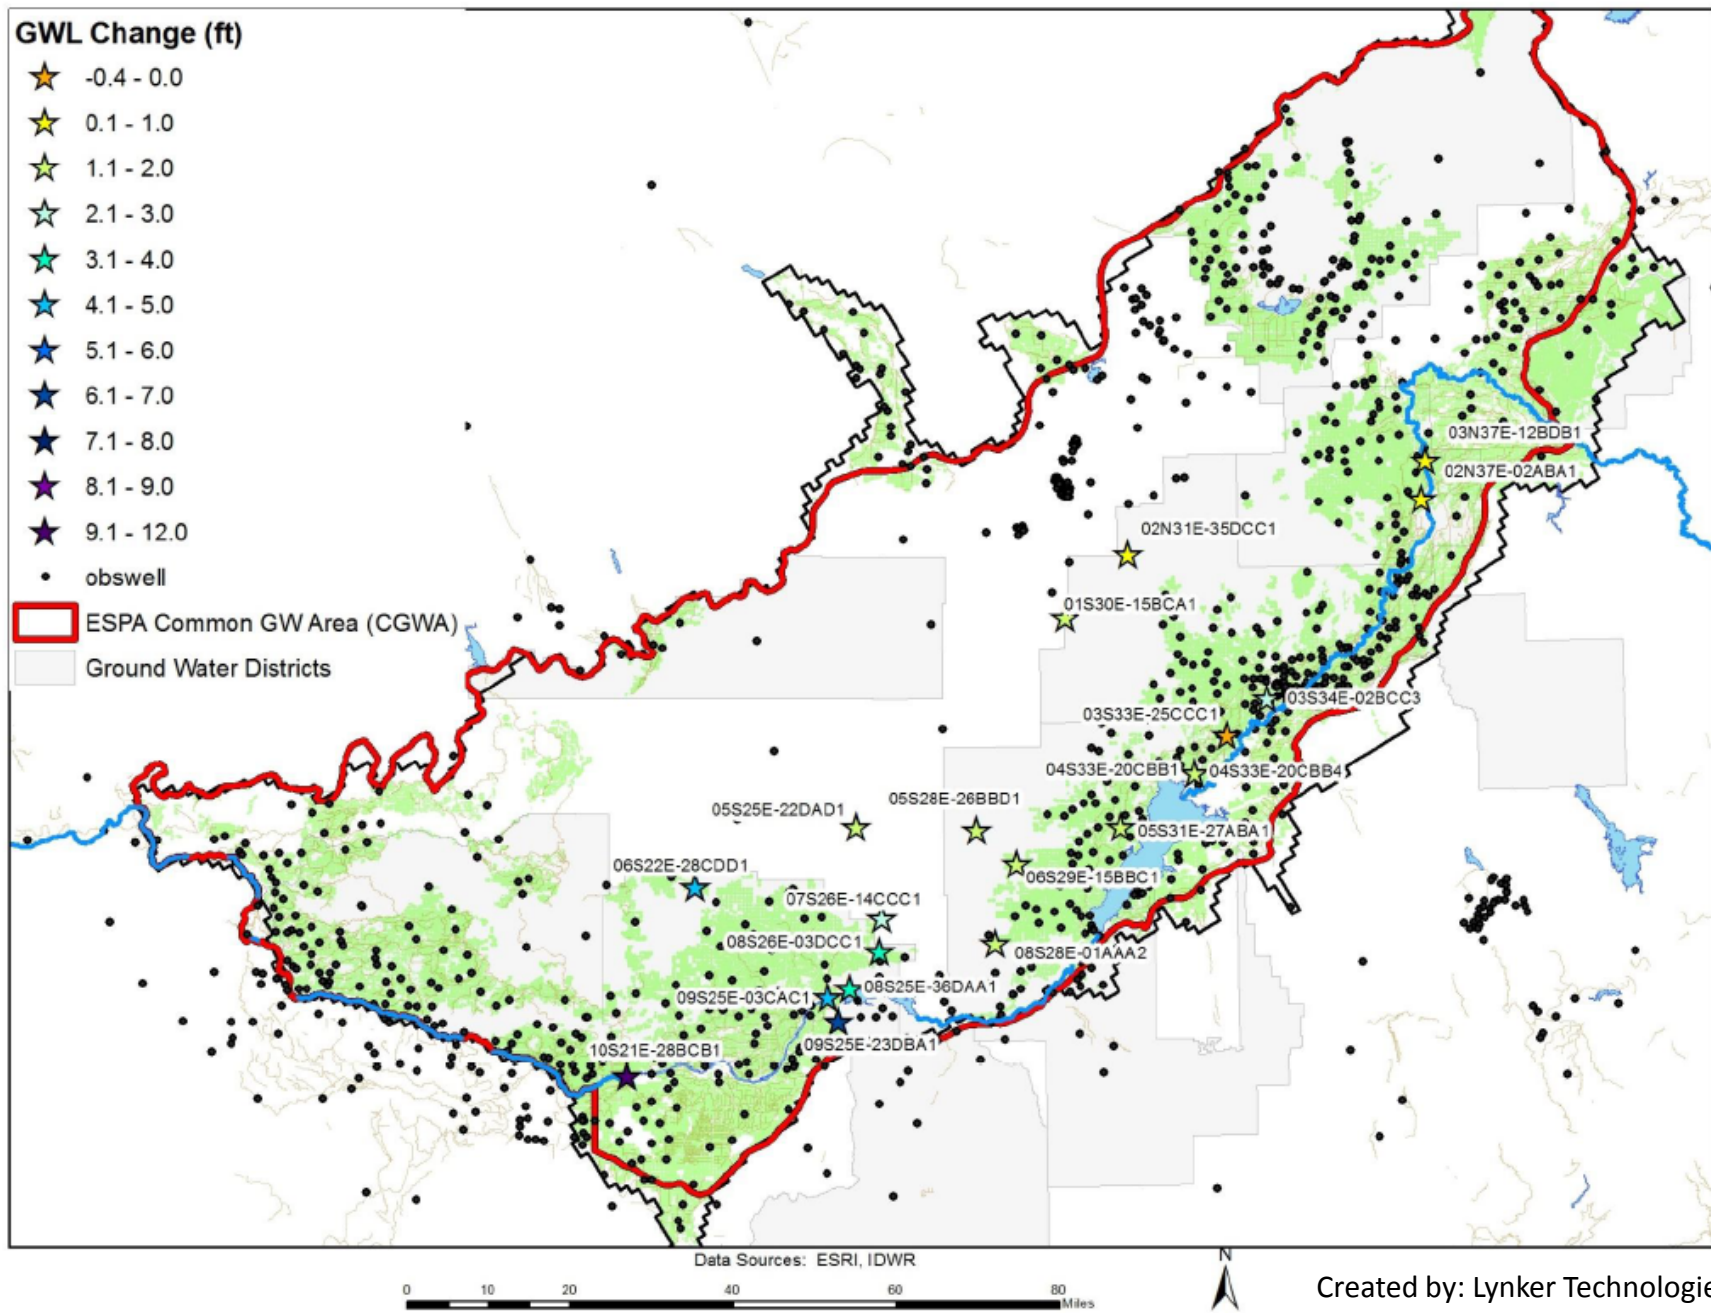 GWL Change (ft)
-0.4 - 0.0
0.1 - 1.0
1.1 - 2.0
2.1 - 3.0
3.1 - 4.0
4.1 - 5.0
5.1 - 6.0
6.1 - 7.0
7.1 - 8.0
8.1 - 9.0
9.1 - 12.0
obswell
ESPA Common GW Area (CGWA)
Ground Water Districts
03N37E-12BDB1
02N37E-02ABA1
02N31E-35DCC1
01S30E-15BCA1
03S34E-02BCC3
03S33E-25CCC1
04S33E-20CBB1
04S33E-20CBB4
05S25E-22DAD1
05S28E-26BBD1
05S31E-27ABA1
06S22E-28CDD1
06S29E-15BBC1
07S26E-14CCC1
08S26E-03DCC1
08S28E-01AAA2
09S25E-03CAC1
08S25E-36DAA1
10S21E-28BCB1
09S25E-23DBA1
Data Sources: ESRI, IDWR
0 10 20 40 60 80
Miles
N
Created by: Lynker Technologie